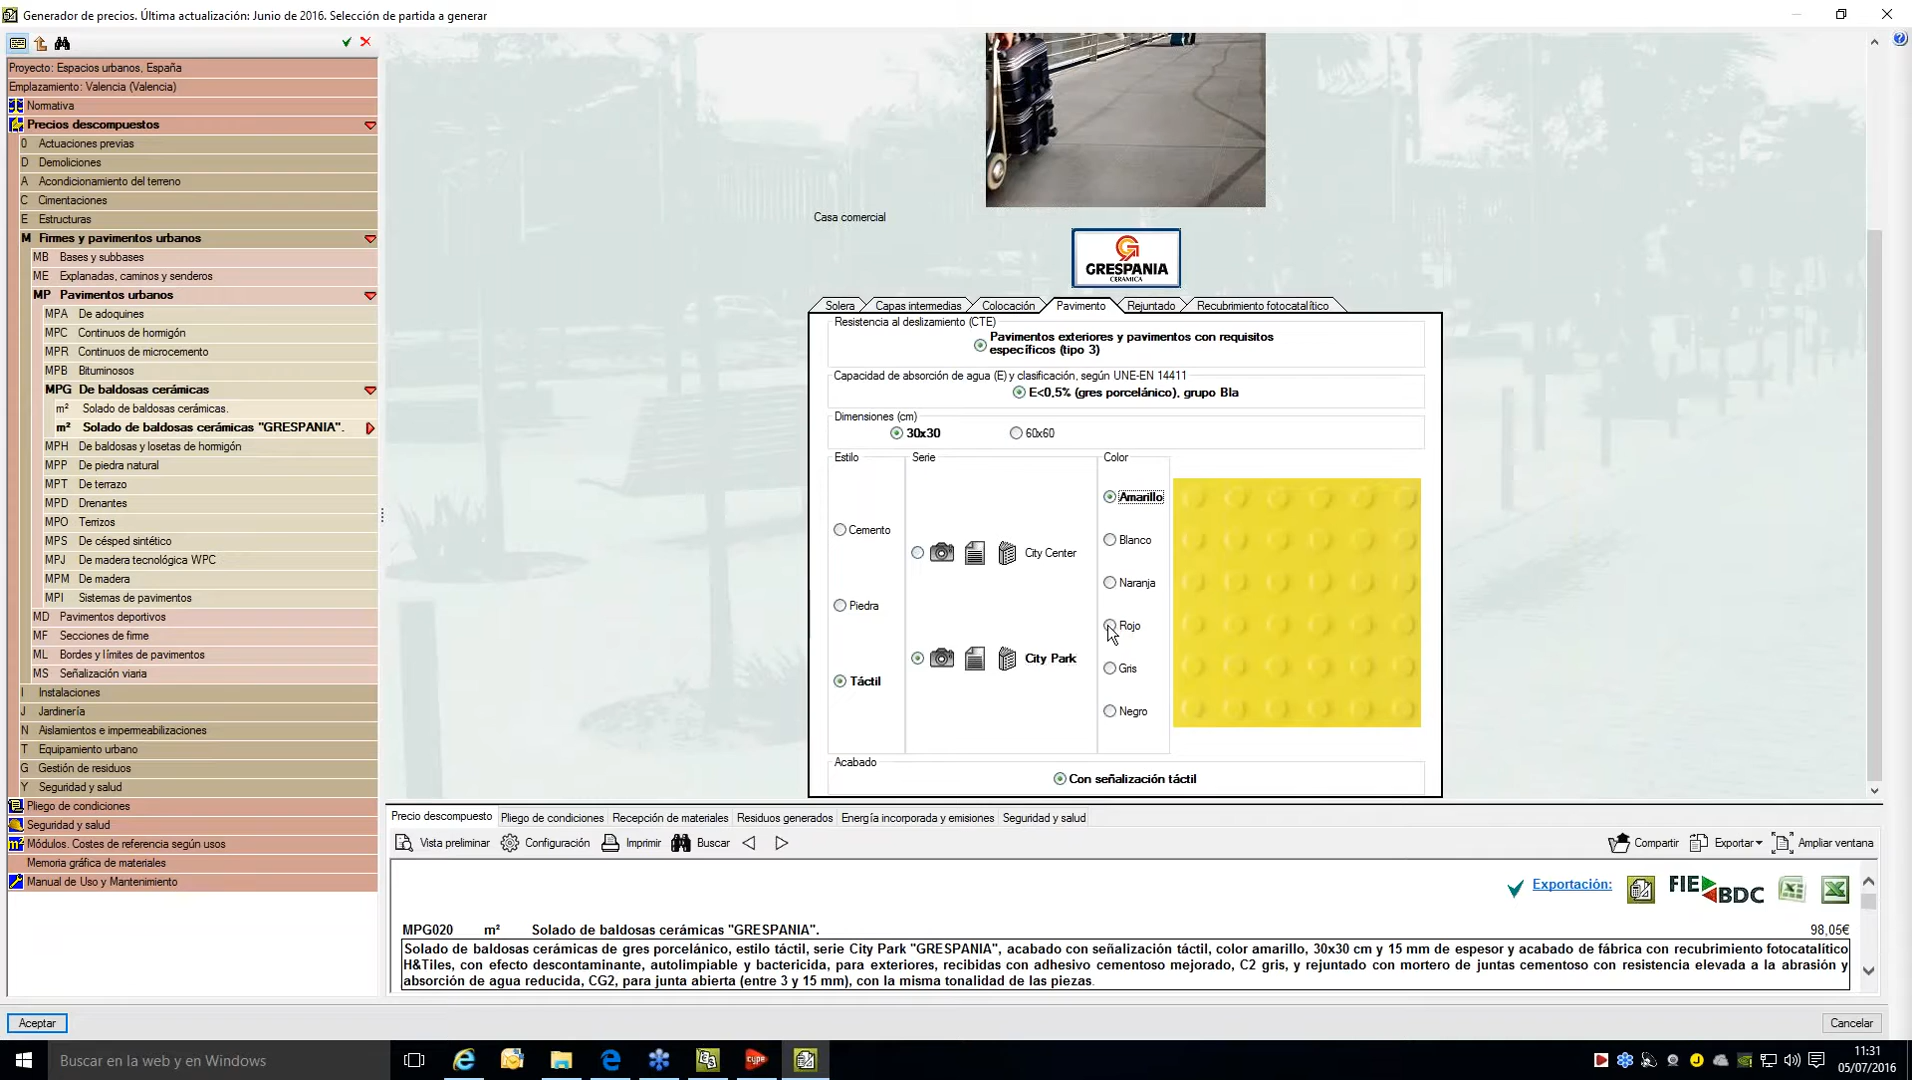 Generador de precios. Última actualización: Junio de 2016. Selección de partida a generar
Proyecto: Espacios urbanos, España
Emplazamiento: Valencia (Valencia)
Normativa
Precios descompuestos
0 Actuaciones previas
D Demoliciones
A Acondicionamiento del terreno
C Cimentaciones
E Estructuras
M Firmes y pavimentos urbanos
MB Bases y subbases
ME Explanadas, caminos y senderos
MP Pavimentos urbanos
MPA De adoquines
MPC Continuos de hormigón
MPR Continuos de microcemento
MPB Bituminosos
MPG De baldosas cerámicas
m² Solado de baldosas cerámicas.
m² Solado de baldosas cerámicas "GRESPANIA".
MPH De baldosas y losetas de hormigón
MPP De piedra natural
MPT De terrazo
MPD Drenantes
MPO Terrizos
MPS De césped sintético
MPJ De madera tecnológica WPC
MPM De madera
MPI Sistemas de pavimentos
MD Pavimentos deportivos
MF Secciones de firme
ML Bordes y límites de pavimentos
MS Señalización viaria
I Instalaciones
J Jardinería
N Aislamientos e impermeabilizaciones
T Equipamiento urbano
G Gestión de residuos
Y Seguridad y salud
Pliego de condiciones
Seguridad y salud
Módulos. Costes de referencia según usos
Memoria gráfica de materiales
Manual de Uso y Mantenimiento
Casa comercial
GRESPANIA
CERAMICA
Solera Capas intermedias Colocación Pavimento Rejuntado Recubrimiento fotocatalítico
Resistencia al deslizamiento (CTE)
Pavimentos exteriores y pavimentos con requisitos
específicos (tipo 3)
Capacidad de absorción de agua (E) y clasificación, según UNE-EN 14411
E<0,5% (gres porcelánico), grupo BIa
Dimensiones (cm)
30x30 60x60
Estilo Serie Color
Amarillo
Cemento
Blanco
City Center
Naranja
Piedra
Rojo
City Park
Gris
Táctil
Negro
Acabado
Con señalización táctil
Precio descompuesto Pliego de condiciones Recepción de materiales Residuos generados Energía incorporada y emisiones Seguridad y salud
Vista preliminar Configuración Imprimir Buscar Compartir Exportar Ampliar ventana
Exportación: FIE BDC
MPG020 m² Solado de baldosas cerámicas "GRESPANIA". 98,05€
Solado de baldosas cerámicas de gres porcelánico, estilo táctil, serie City Park "GRESPANIA", acabado con señalización táctil, color amarillo, 30x30 cm y 15 mm de espesor y acabado de fábrica con recubrimiento fotocatalítico
H&Tiles, con efecto descontaminante, autolimpiable y bactericida, para exteriores, recibidas con adhesivo cementoso mejorado, C2 gris, y rejuntado con mortero de juntas cementoso con resistencia elevada a la abrasión y
absorción de agua reducida, CG2, para junta abierta (entre 3 y 15 mm), con la misma tonalidad de las piezas.
Aceptar Cancelar
Buscar en la web y en Windows
cype
11:31
05/07/2016